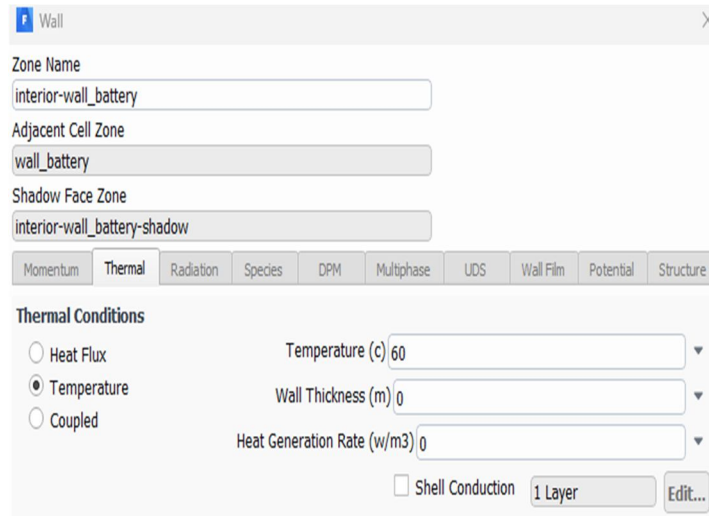 F Wall X
Zone Name
interior-wall_battery
Adjacent Cell Zone
wall_battery
Shadow Face Zone
interior-wall_battery-shadow
Momentum Thermal Radiation Species DPM Multiphase UDS Wall Film Potential Structure
Thermal Conditions
Heat Flux
Temperature
Coupled
Temperature (c) 60
Wall Thickness (m) 0
Heat Generation Rate (w/m3) 0
Shell Conduction 1 Layer Edit...